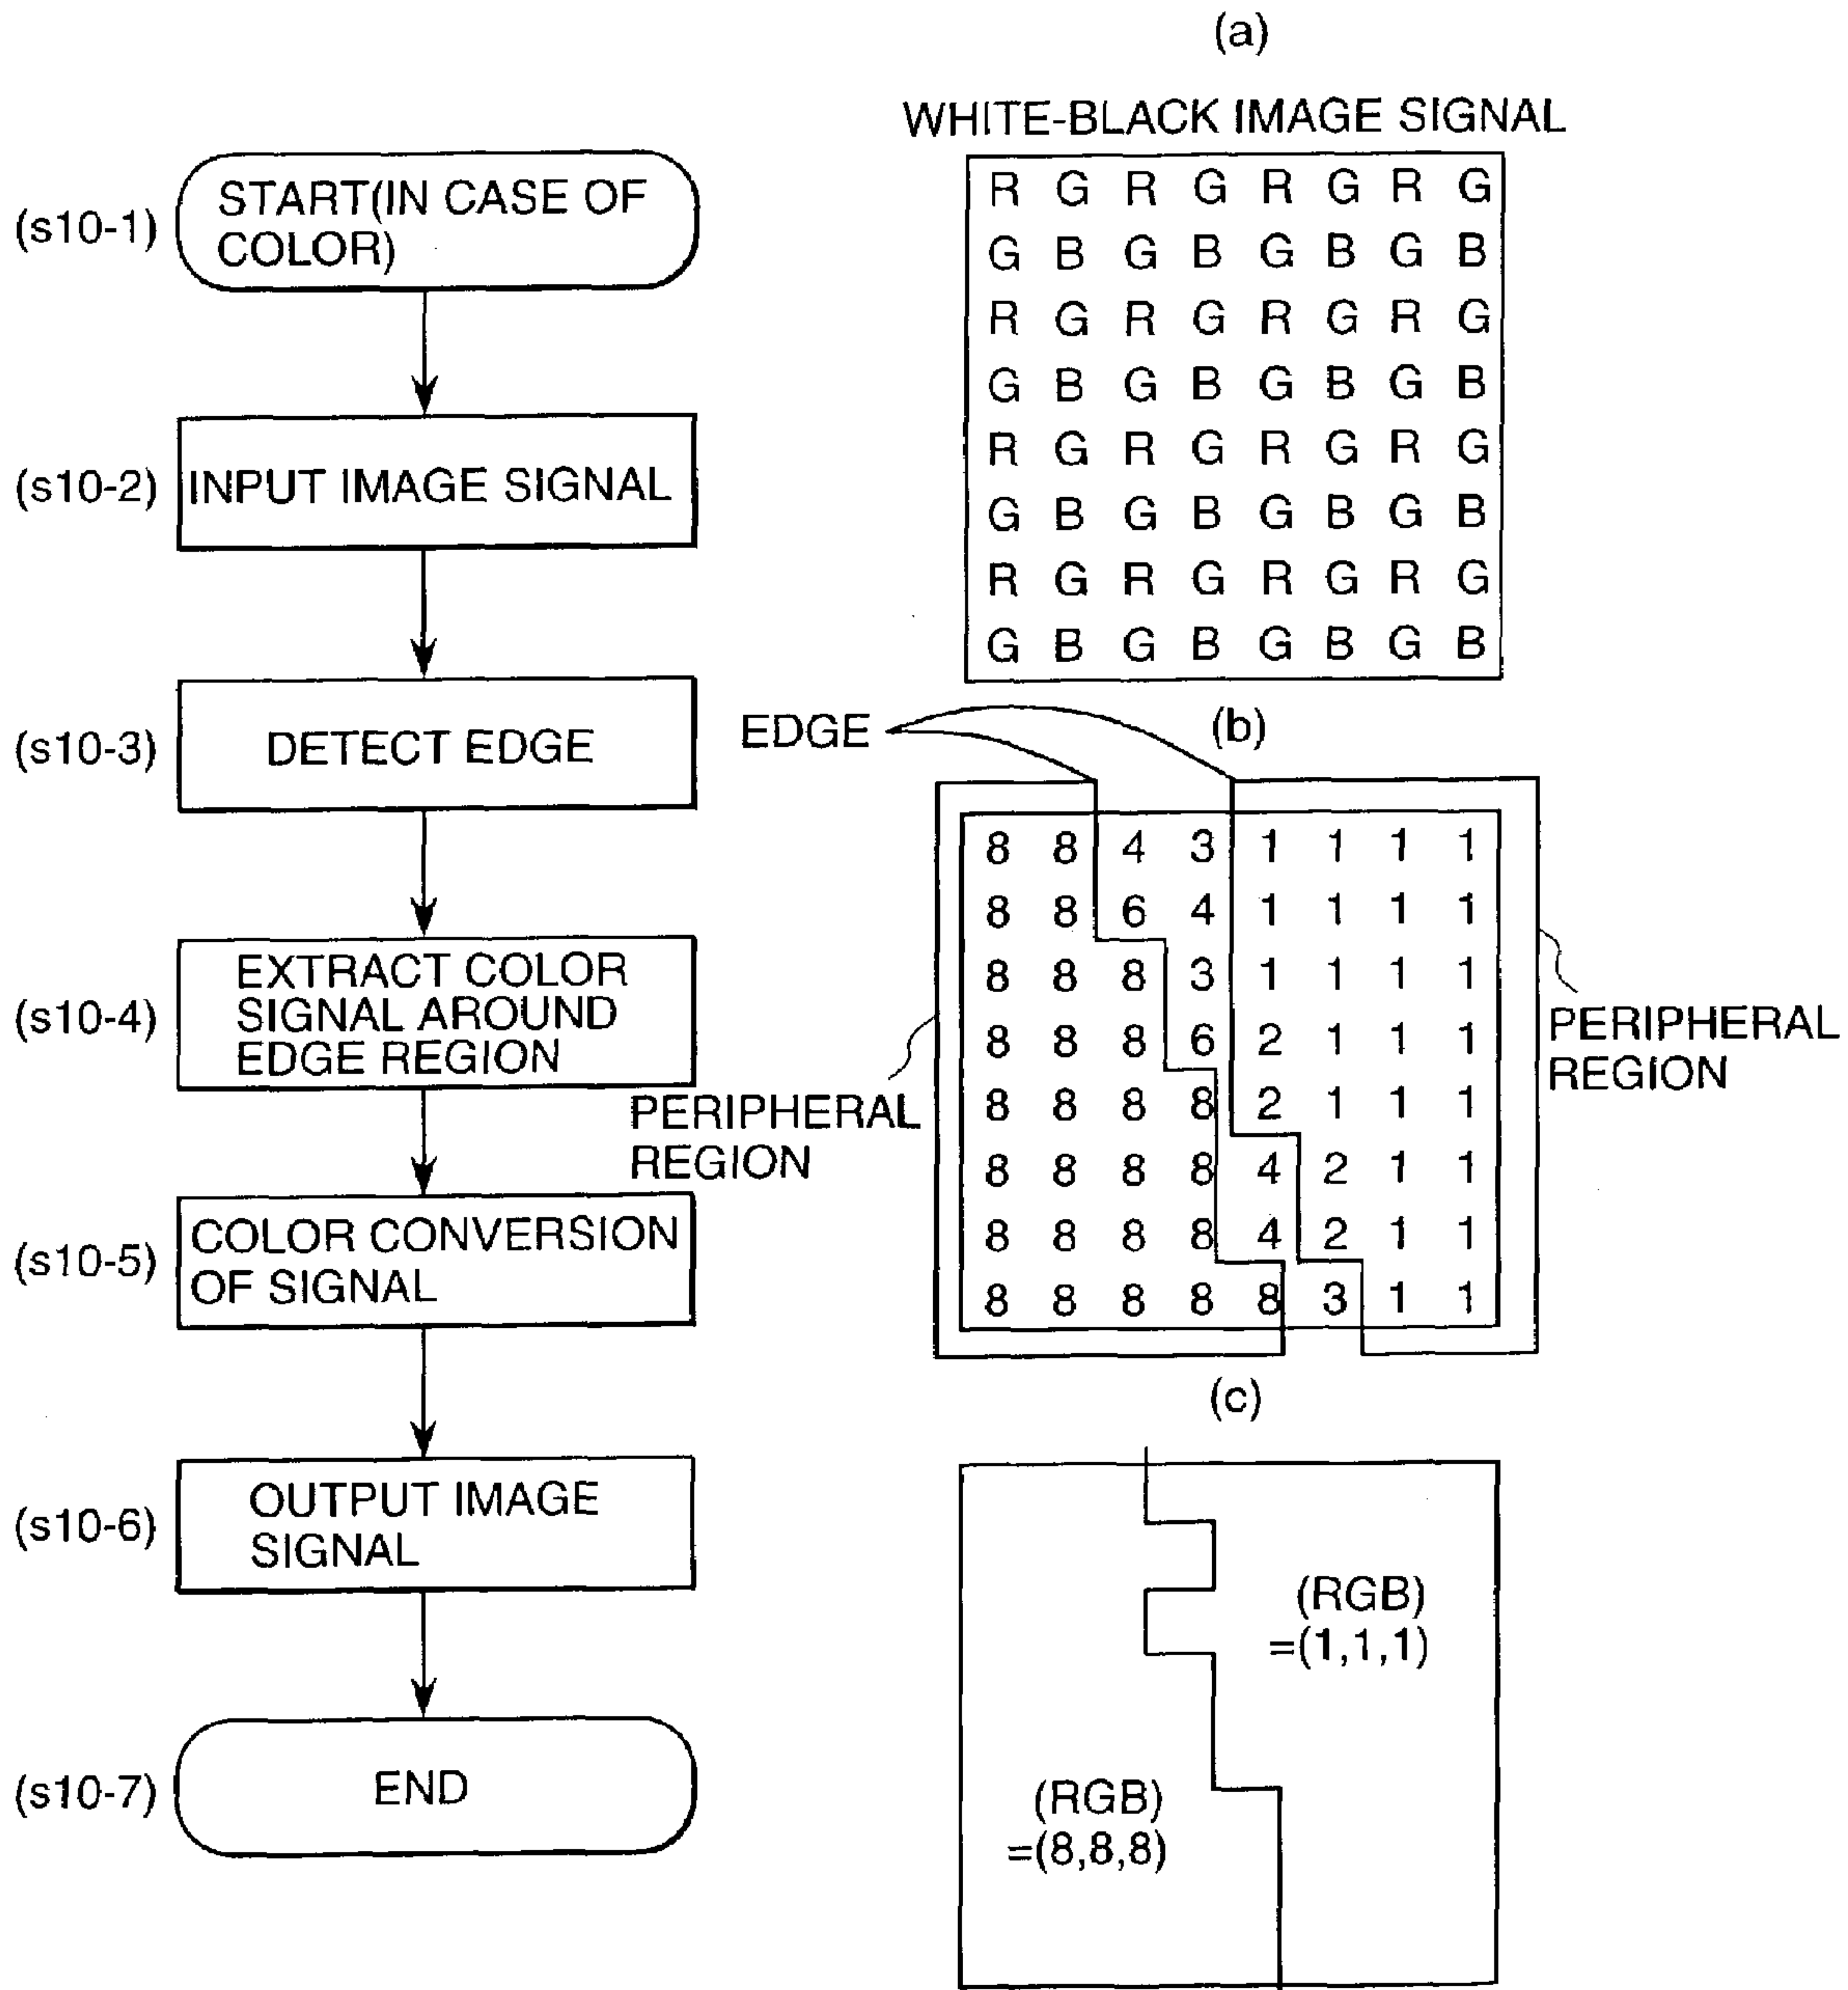 (s10-1)
START(IN CASE OF
COLOR)
(s10-2)
INPUT IMAGE SIGNAL
(s10-3)
DETECT EDGE
(s10-4)
EXTRACT COLOR
SIGNAL AROUND
EDGE REGION
(s10-5)
COLOR CONVERSION
OF SIGNAL
(s10-6)
OUTPUT IMAGE
SIGNAL
(s10-7)
END
(a)
WHITE-BLACK IMAGE SIGNAL
R G R G R G R G
G B G B G B G B
R G R G R G R G
G B G B G B G B
R G R G R G R G
G B G B G B G B
R G R G R G R G
G B G B G B G B
EDGE
(b)
8 8 4 3 1 1 1 1
8 8 6 4 1 1 1 1
8 8 8 3 1 1 1 1
8 8 8 6 2 1 1 1
8 8 8 8 2 1 1 1
8 8 8 8 4 2 1 1
8 8 8 8 4 2 1 1
8 8 8 8 8 3 1 1
PERIPHERAL
REGION
PERIPHERAL
REGION
(c)
(RGB)
=(1,1,1)
(RGB)
=(8,8,8)